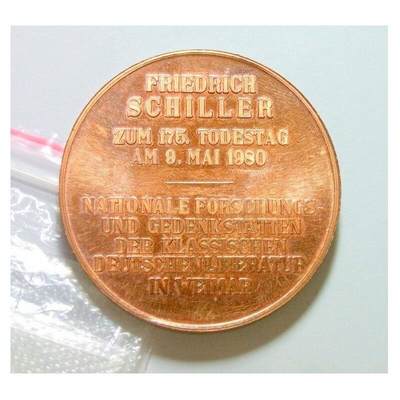 FRIEDRICH
SCHILLER
ZUM 175. TODESTAG
AM 9. MAI 1980
NATIONALE FORSCHUNGS-
UND GEDENKSTÄTTEN
DER KLASSISCHEN
DEUTSCHEN LITERATUR
IN WEIMAR